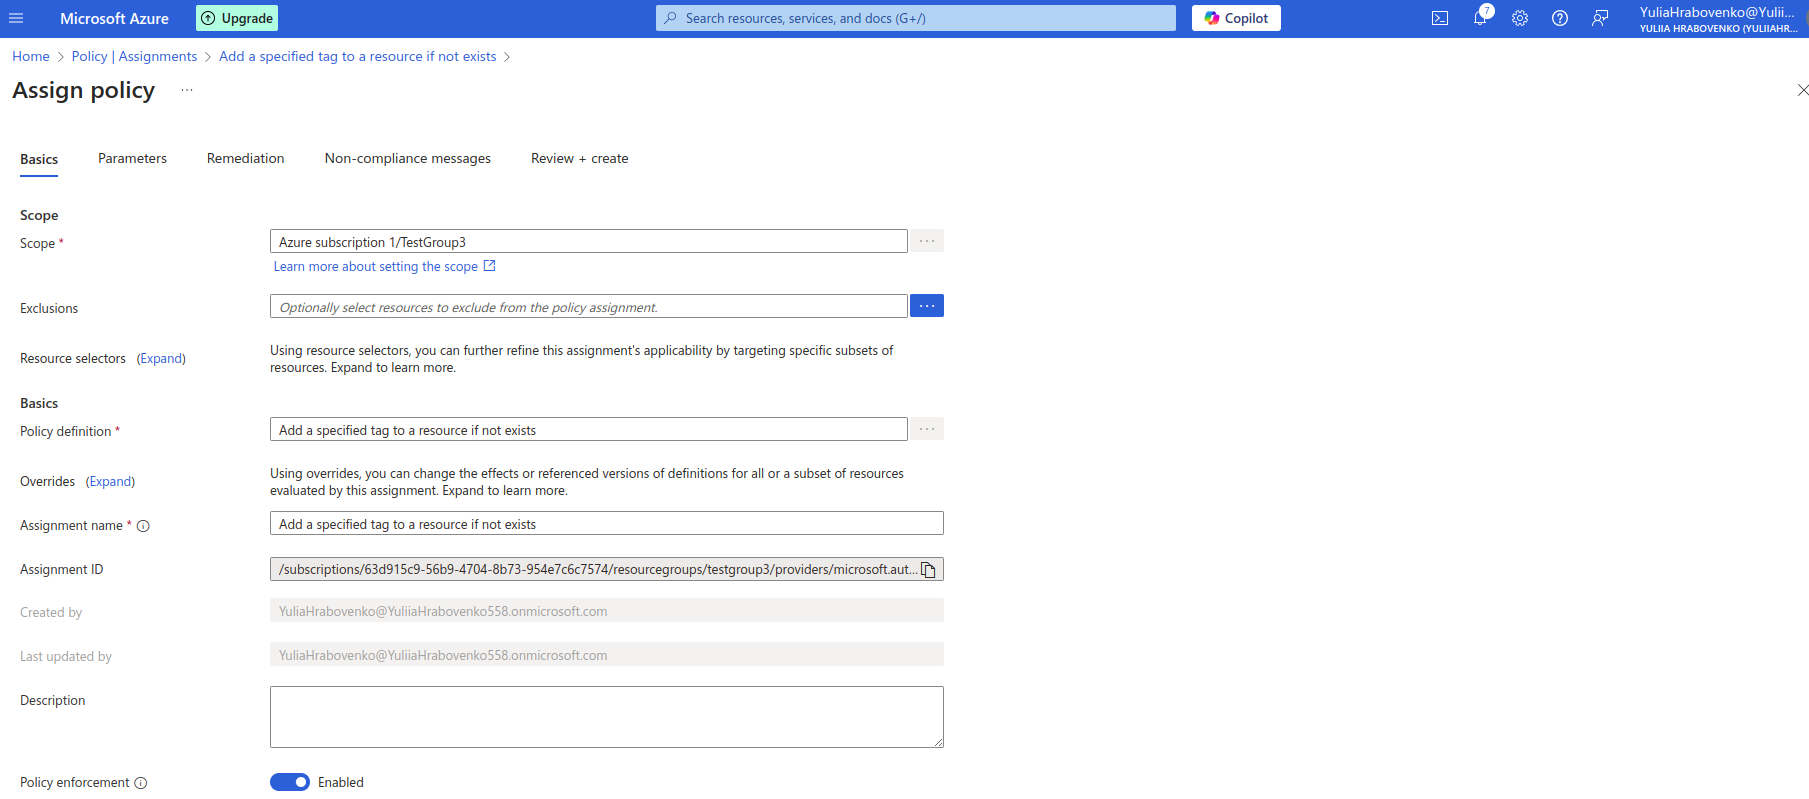 Microsoft Azure
Upgrade
Search resources, services, and docs (G+/)
Copilot
7
YuliaHrabovenko@Yulii...
YULIIA HRABOVENKO (YULIIAHR...
Home > Policy | Assignments > Add a specified tag to a resource if not exists >
Assign policy ...
Basics
Parameters
Remediation
Non-compliance messages
Review + create
Scope
Scope *
Azure subscription 1/TestGroup3
...
Learn more about setting the scope
Exclusions
Optionally select resources to exclude from the policy assignment.
...
Resource selectors (Expand)
Using resource selectors, you can further refine this assignment's applicability by targeting specific subsets of
resources. Expand to learn more.
Basics
Policy definition *
Add a specified tag to a resource if not exists
...
Overrides (Expand)
Using overrides, you can change the effects or referenced versions of definitions for all or a subset of resources
evaluated by this assignment. Expand to learn more.
Assignment name *
Add a specified tag to a resource if not exists
Assignment ID
/subscriptions/63d915c9-56b9-4704-8b73-954e7c6c7574/resourcegroups/testgroup3/providers/microsoft.aut...
Created by
YuliaHrabovenko@YuliiaHrabovenko558.onmicrosoft.com
Last updated by
YuliaHrabovenko@YuliiaHrabovenko558.onmicrosoft.com
Description
Policy enforcement
Enabled